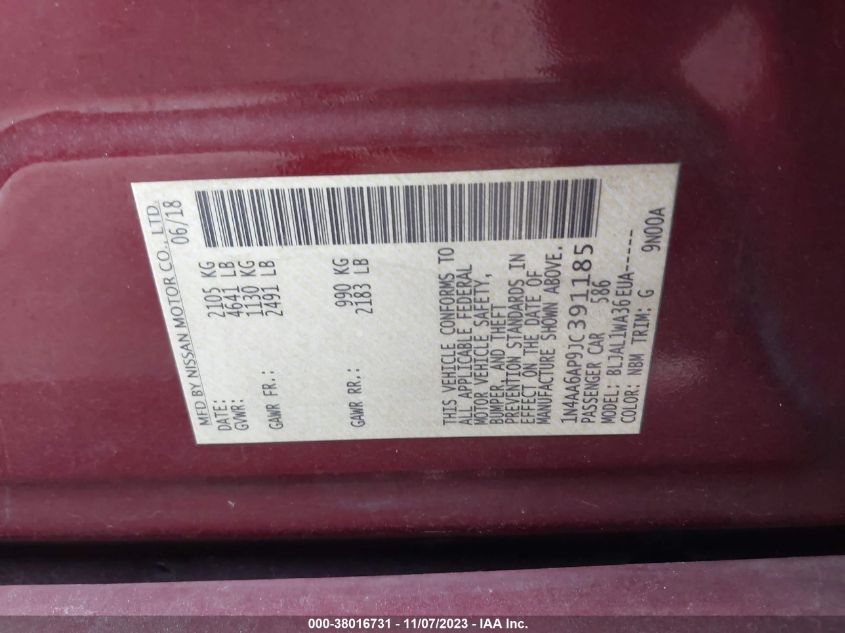 MFD BY NISSAN MOTOR CO., LTD.
DATE: 06/18
GVWR: 2105 KG
4641 LB
GAWR FR.: 1130 KG
2491 LB
GAWR RR.: 990 KG
2183 LB
THIS VEHICLE CONFORMS TO
ALL APPLICABLE FEDERAL
MOTOR VEHICLE SAFETY,
BUMPER, AND THEFT
PREVENTION STANDARDS IN
EFFECT ON THE DATE OF
MANUFACTURE SHOWN ABOVE.
1N4AA6AP9JC391185
PASSENGER CAR 586
MODEL: BLJAL1WA36EUA-----
COLOR: NBM TRIM: G 9N00A
000-38016731 - 11/07/2023 - IAA Inc.